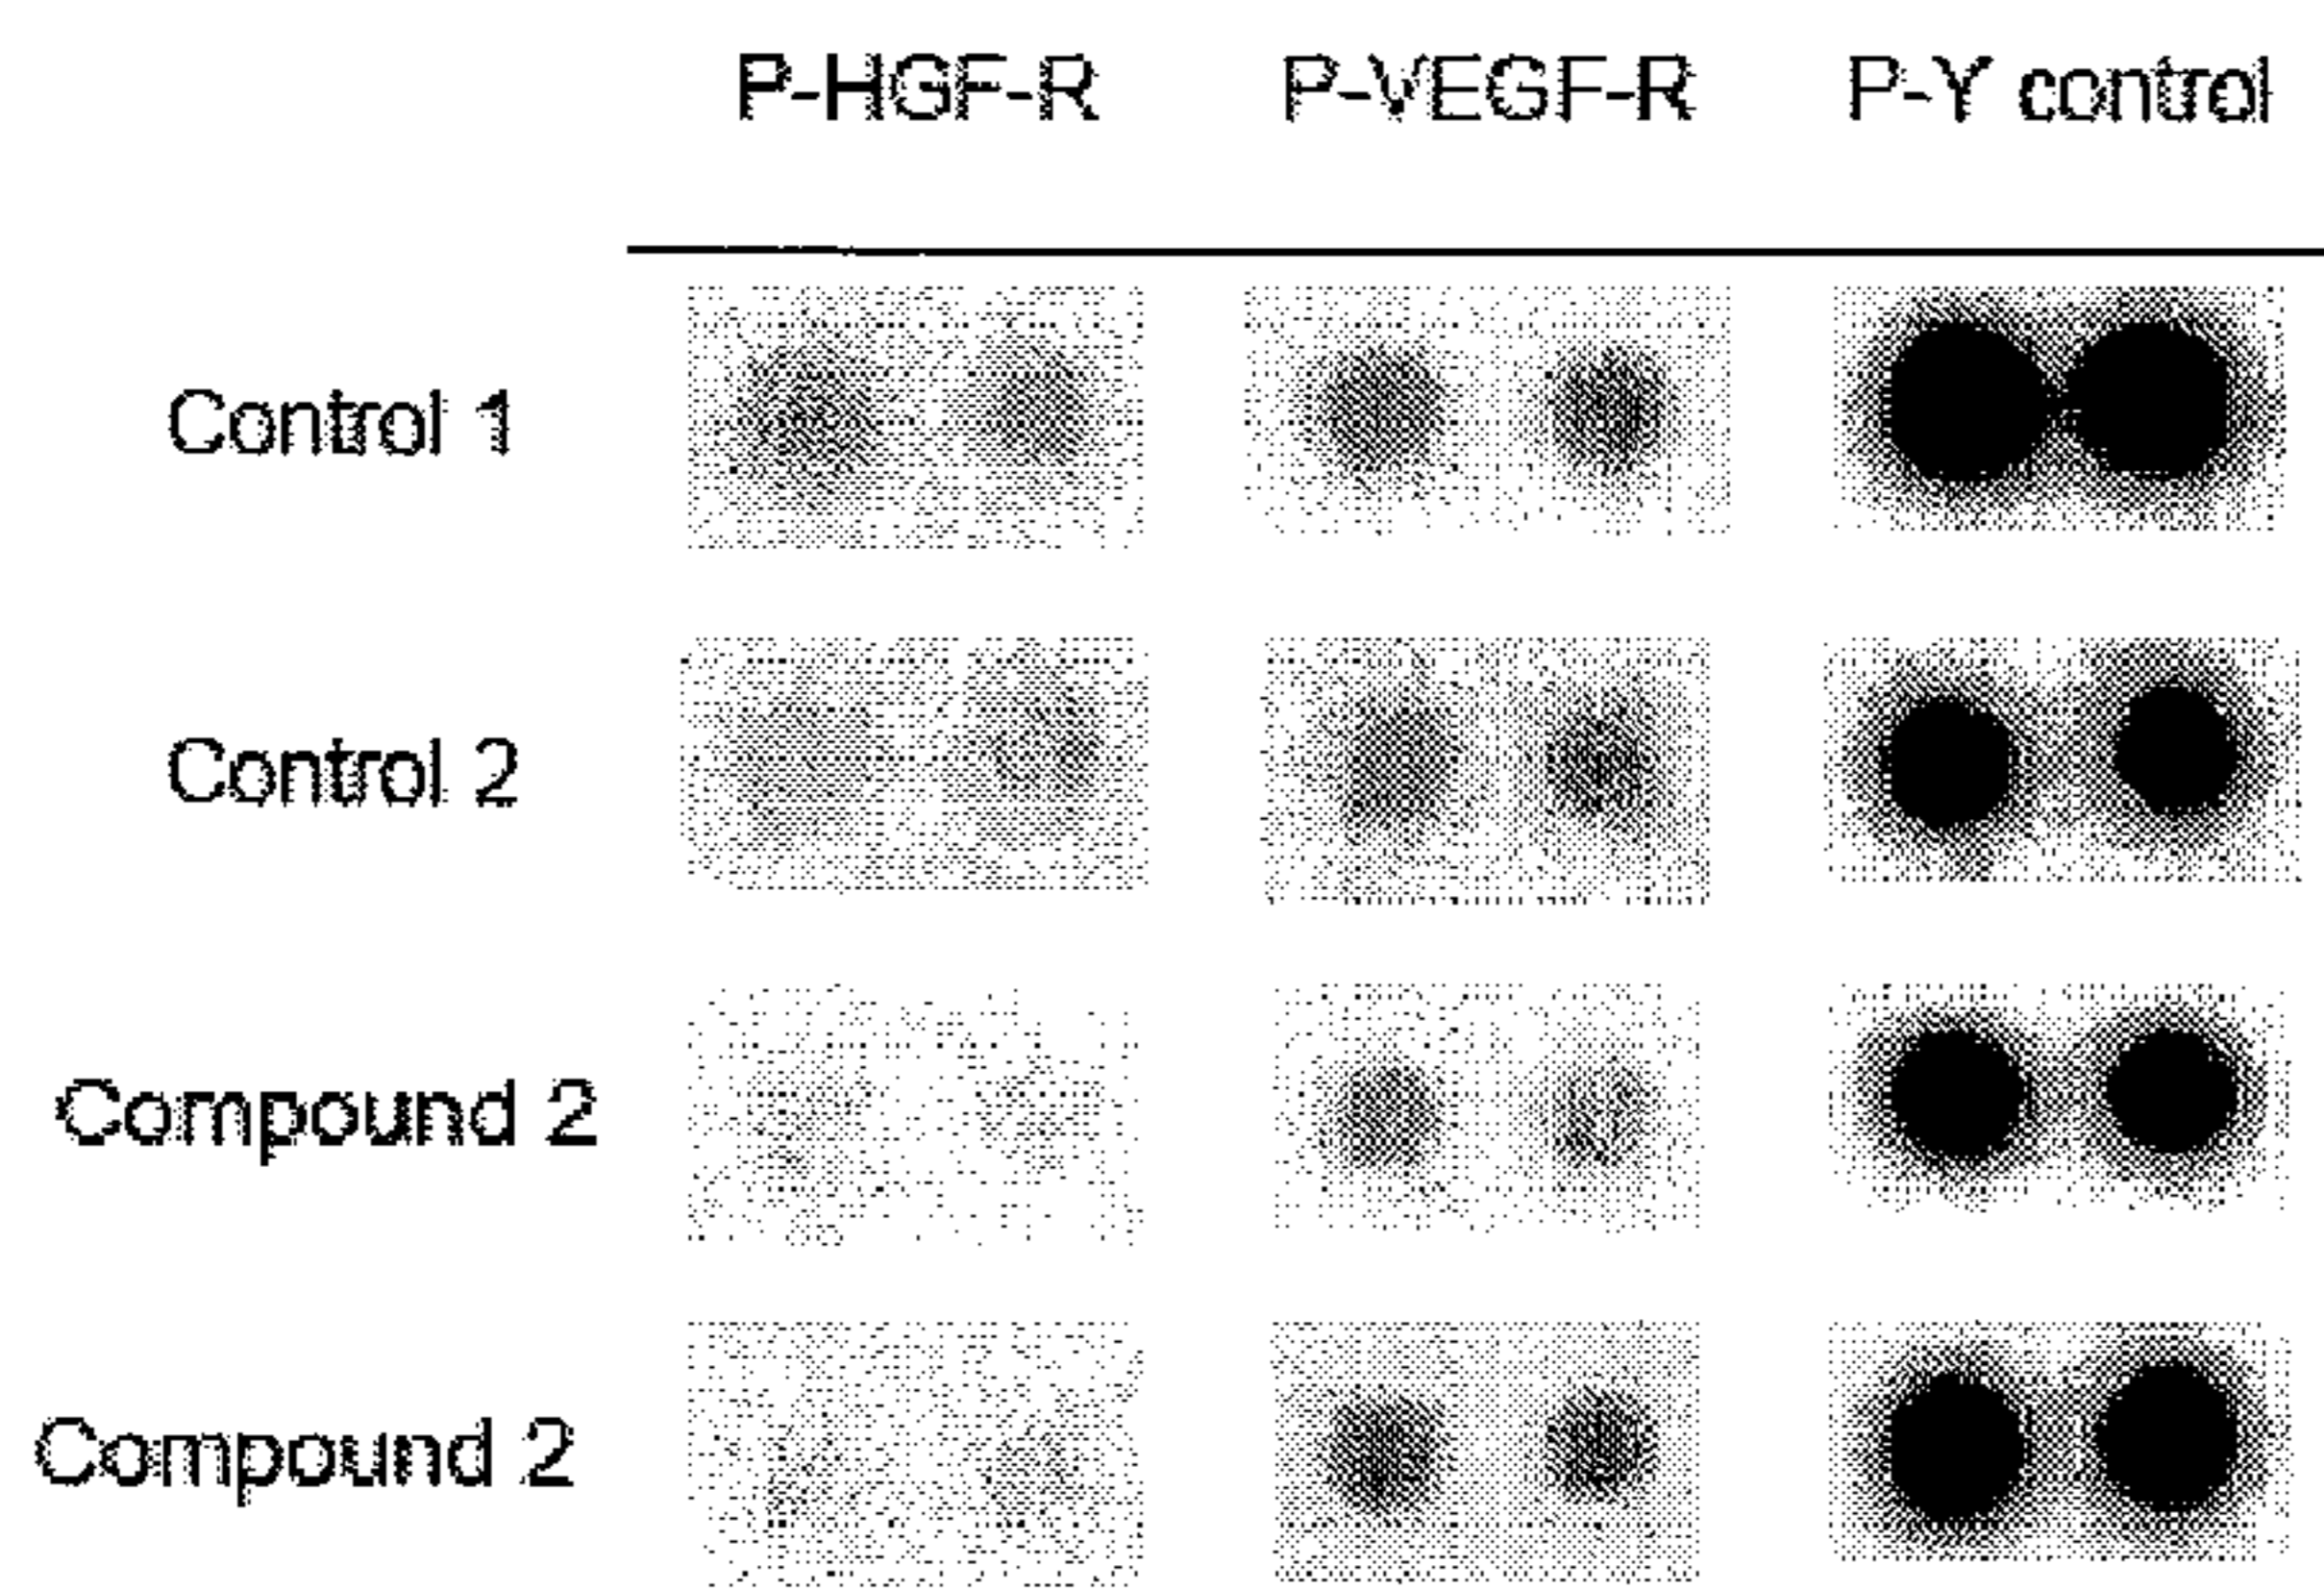 P-HGF-R P-VEGF-R P-Y control
Control 1
Control 2
Compound 2
Compound 2